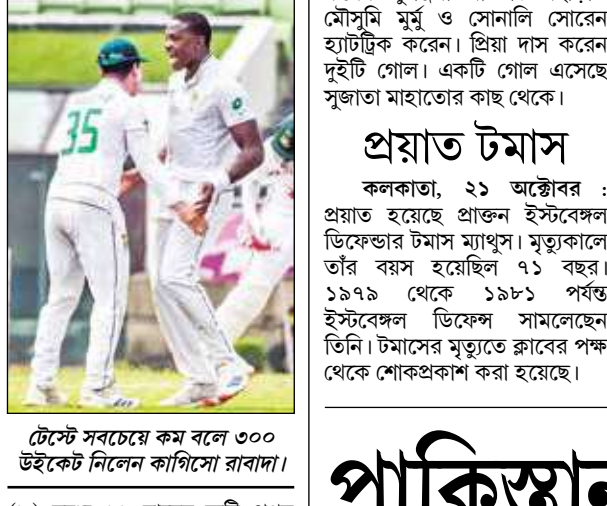 35
টেস্টে সবচেয়ে কম বলে ৩০০
উইকেট নিলেন কাগিসো রাবাদা।
মৌসুমি মুর্মু ও সোনালি সোরেন
হ্যাটট্রিক করেন। প্রিয়া দাস করেন
দুইটি গোল। একটি গোল এসেছে
সুজাতা মাহাতোর কাছ থেকে।
প্রয়াত টমাস
কলকাতা, ২১ অক্টোবর :
প্রয়াত হয়েছে প্রাক্তন ইস্টবেঙ্গল
ডিফেন্ডার টমাস ম্যাথুস। মৃত্যুকালে
তাঁর বয়স হয়েছিল ৭১ বছর।
১৯৭৯ থেকে ১৯৮১ পর্যন্ত
ইস্টবেঙ্গল ডিফেন্স সামলেছেন
তিনি। টমাসের মৃত্যুতে ক্লাবের পক্ষ
থেকে শোকপ্রকাশ করা হয়েছে।
পাকিস্তান